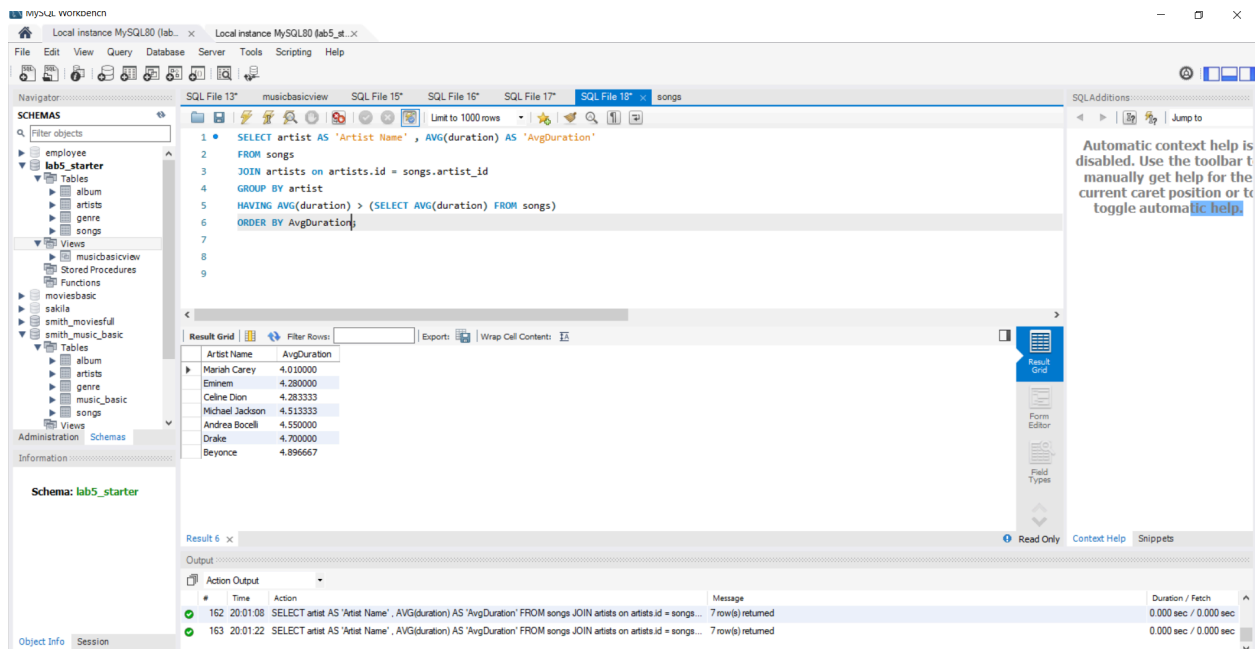 MySQL Workbench
Local instance MySQL80 (lab... × Local instance MySQL80 (lab5_st...×
File Edit View Query Database Server Tools Scripting Help
Navigator
SCHEMAS
Filter objects
employee
lab5_starter
Tables
album
artists
genre
songs
Views
musicbasicview
Stored Procedures
Functions
moviesbasic
sakila
smith_moviesfull
smith_music_basic
Tables
album
artists
genre
music_basic
songs
Views
Administration Schemas
Information
Schema: lab5_starter
Object Info Session
SQL File 13* musicbasicview SQL File 15* SQL File 16* SQL File 17* SQL File 18* × songs
Limit to 1000 rows
1 SELECT artist AS 'Artist Name' , AVG(duration) AS 'AvgDuration'
2 FROM songs
3 JOIN artists on artists.id = songs.artist_id
4 GROUP BY artist
5 HAVING AVG(duration) > (SELECT AVG(duration) FROM songs)
6 ORDER BY AvgDuration;
7
8
9
Result Grid Filter Rows: Export: Wrap Cell Content:
Artist Name AvgDuration
Mariah Carey 4.010000
Eminem 4.280000
Celine Dion 4.283333
Michael Jackson 4.513333
Andrea Bocelli 4.550000
Drake 4.700000
Beyonce 4.896667
Result
Grid
Form
Editor
Field
Types
Result 6 ×
Read Only
Output
Action Output
# Time Action Message Duration / Fetch
162 20:01:08 SELECT artist AS 'Artist Name' , AVG(duration) AS 'AvgDuration' FROM songs JOIN artists on artists.id = songs... 7 row(s) returned 0.000 sec / 0.000 sec
163 20:01:22 SELECT artist AS 'Artist Name' , AVG(duration) AS 'AvgDuration' FROM songs JOIN artists on artists.id = songs... 7 row(s) returned 0.000 sec / 0.000 sec
SQLAdditions
Jump to
Automatic context help is
disabled. Use the toolbar t
manually get help for the
current caret position or to
toggle automatic help.
Context Help Snippets